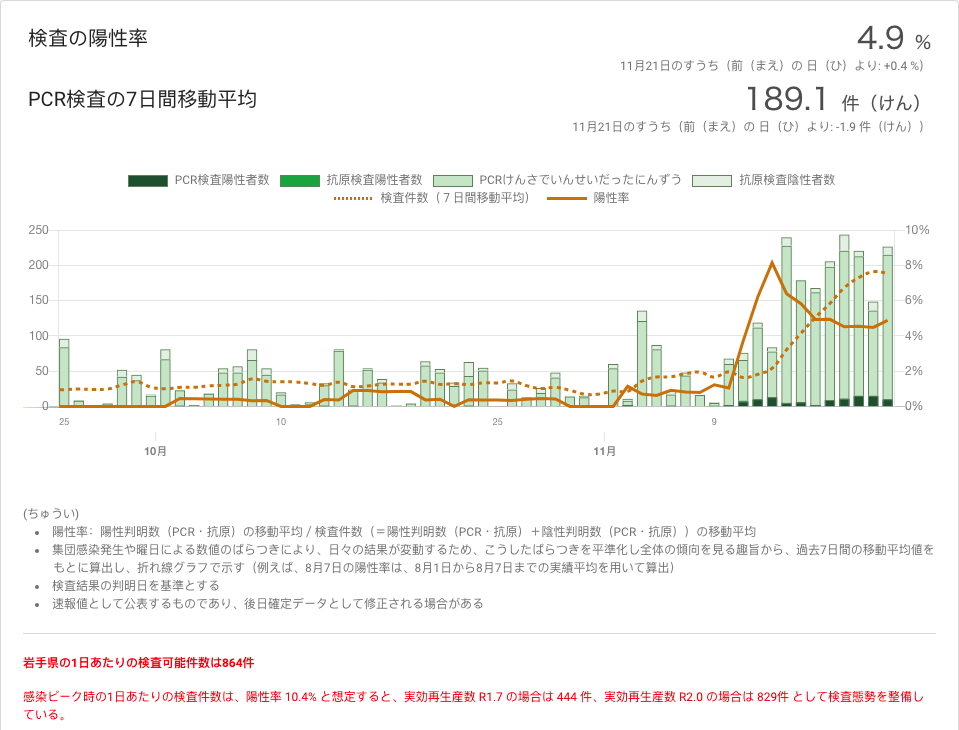 検査の陽性率
4.9 %
11月21日のすうち（前（まえ）の 日（ひ）より: +0.4 %）
PCR検査の7日間移動平均
189.1 件（けん）
11月21日のすうち（前（まえ）の 日（ひ）より: -1.9 件（けん））
PCR検査陽性者数 抗原検査陽性者数 PCRけんさでいんせいだったにんずう 抗原検査陰性者数
検査件数（７日間移動平均） 陽性率
250 10%
200 8%
150 6%
100 4%
50 2%
0 0%
25 10 25 9
10月 11月
(ちゅうい)
陽性率：陽性判明数（PCR・抗原）の移動平均 / 検査件数（＝陽性判明数（PCR・抗原）＋陰性判明数（PCR・抗原））の移動平均
集団感染発生や曜日による数値のばらつきにより、日々の結果が変動するため、こうしたばらつきを平準化し全体の傾向を見る趣旨から、過去7日間の移動平均値を
もとに算出し、折れ線グラフで示す（例えば、8月7日の陽性率は、8月1日から8月7日までの実績平均を用いて算出）
検査結果の判明日を基準とする
速報値として公表するものであり、後日確定データとして修正される場合がある
岩手県の1日あたりの検査可能件数は864件
感染ピーク時の1日あたりの検査件数は、陽性率 10.4% と想定すると、実効再生産数 R1.7 の場合は 444 件、実効再生産数 R2.0 の場合は 829件 として検査態勢を整備し
ている。